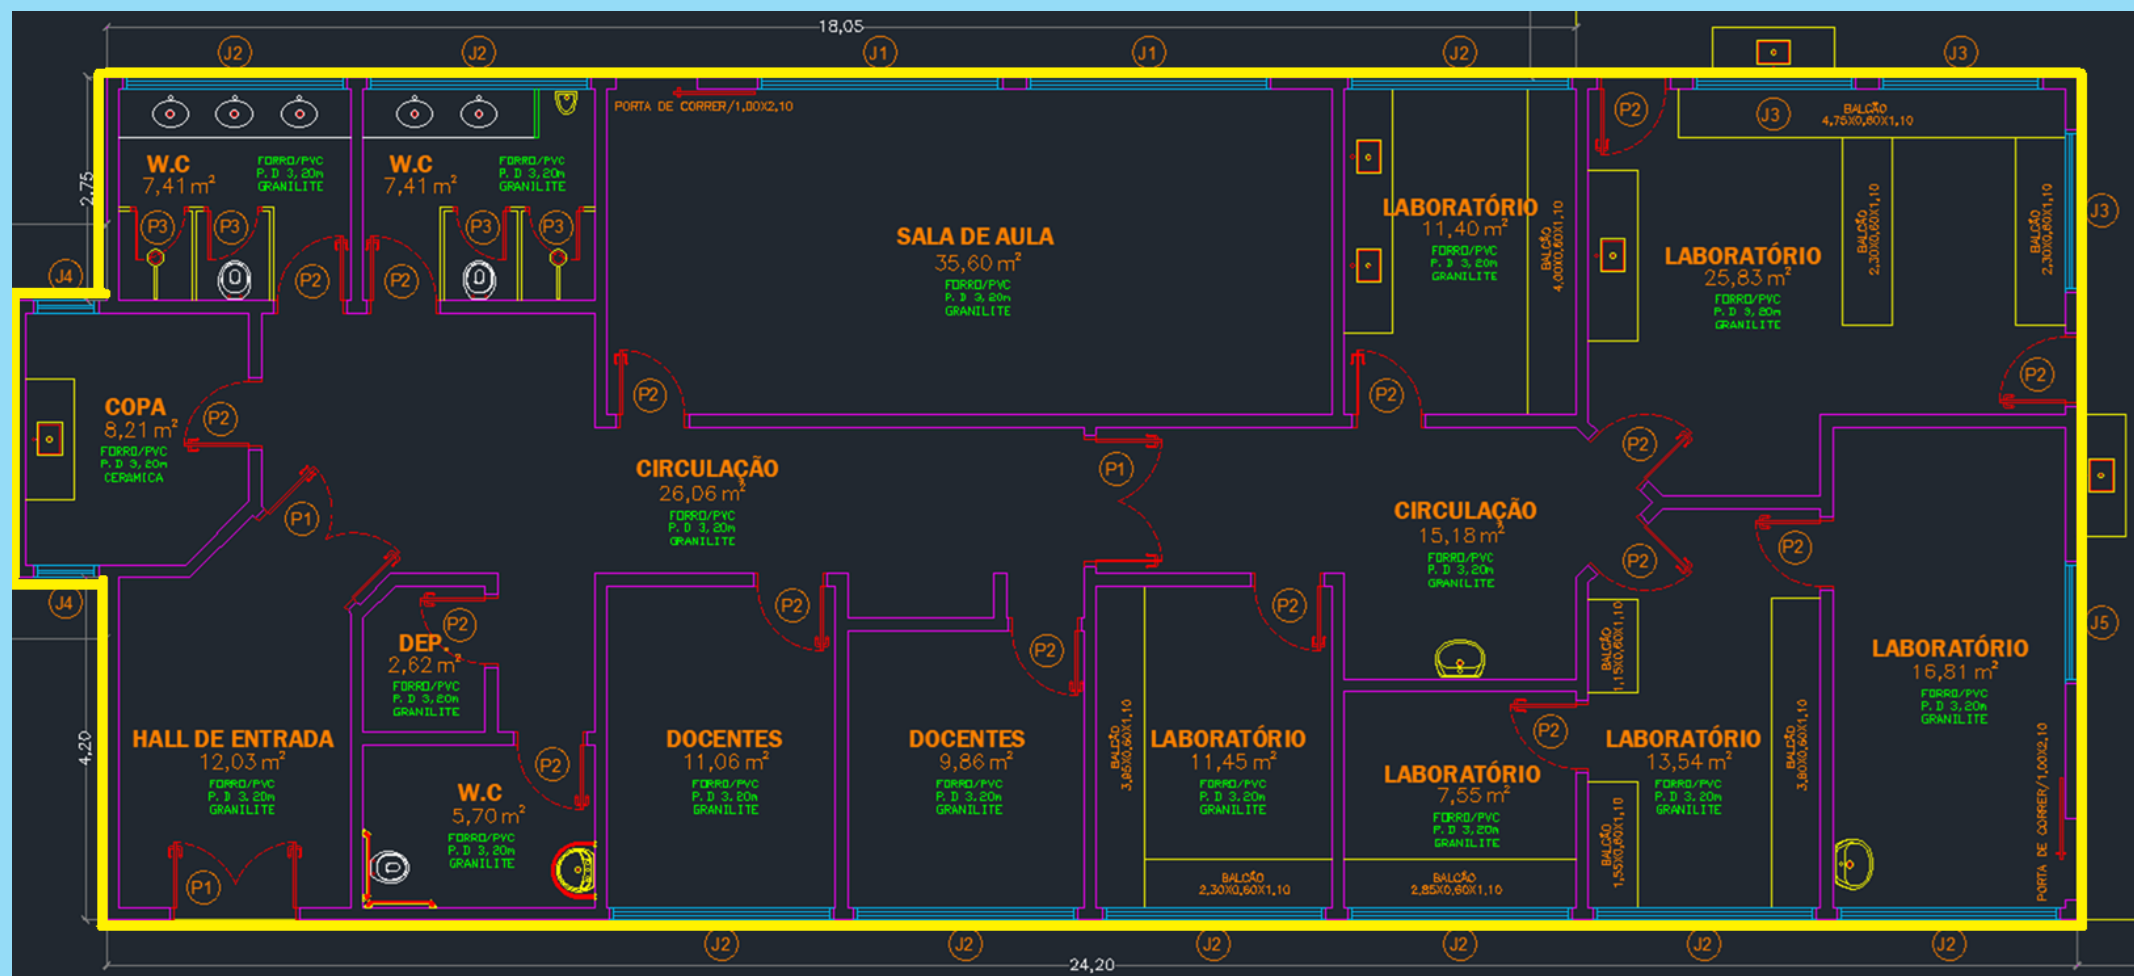 18,05
J2
J2
J1
J1
J2
J3
PORTA DE CORRER/1,00X2,10
P2
J3
BALCÃO
4,75X0,60X1,10
2,75
W.C
7,41 m²
FORRO/PVC
P. D 3,20m
GRANILITE
W.C
7,41 m²
FORRO/PVC
P. D 3,20m
GRANILITE
P3
P3
P3
P3
SALA DE AULA
35,60 m²
FORRO/PVC
P. D 3,20m
GRANILITE
LABORATÓRIO
11,40 m²
FORRO/PVC
P. D 3,20m
GRANILITE
BALCÃO
4,00X0,60X1,10
LABORATÓRIO
25,83 m²
FORRO/PVC
P. D 3,20m
GRANILITE
BALCÃO
2,30X0,60X1,10
BALCÃO
2,30X0,60X1,10
J3
J4
P2
P2
P2
P2
P2
COPA
8,21 m²
FORRO/PVC
P. D 3,20m
CERAMICA
P2
P1
CIRCULAÇÃO
26,06 m²
FORRO/PVC
P. D 3,20m
GRANILITE
P1
CIRCULAÇÃO
15,18 m²
FORRO/PVC
P. D 3,20m
GRANILITE
P2
P2
P2
J4
DEP.
2,62 m²
FORRO/PVC
P. D 3,20m
GRANILITE
P2
P2
P2
P2
BALCÃO
1,15X0,60X1,10
J5
LABORATÓRIO
16,81 m²
FORRO/PVC
P. D 3,20m
GRANILITE
4,20
HALL DE ENTRADA
12,03 m²
FORRO/PVC
P. D 3,20m
GRANILITE
P1
W.C
5,70 m²
FORRO/PVC
P. D 3,20m
GRANILITE
P2
DOCENTES
11,06 m²
FORRO/PVC
P. D 3,20m
GRANILITE
DOCENTES
9,86 m²
FORRO/PVC
P. D 3,20m
GRANILITE
BALCÃO
3,95X0,60X1,10
LABORATÓRIO
11,45 m²
FORRO/PVC
P. D 3,20m
GRANILITE
BALCÃO
2,30X0,60X1,10
LABORATÓRIO
7,55 m²
FORRO/PVC
P. D 3,20m
GRANILITE
P2
BALCÃO
2,85X0,60X1,10
LABORATÓRIO
13,54 m²
FORRO/PVC
P. D 3,20m
GRANILITE
BALCÃO
1,55X0,60X1,10
BALCÃO
3,80X0,60X1,10
PORTA DE CORRER/1,00X2,10
J2
J2
J2
J2
J2
J2
24,20